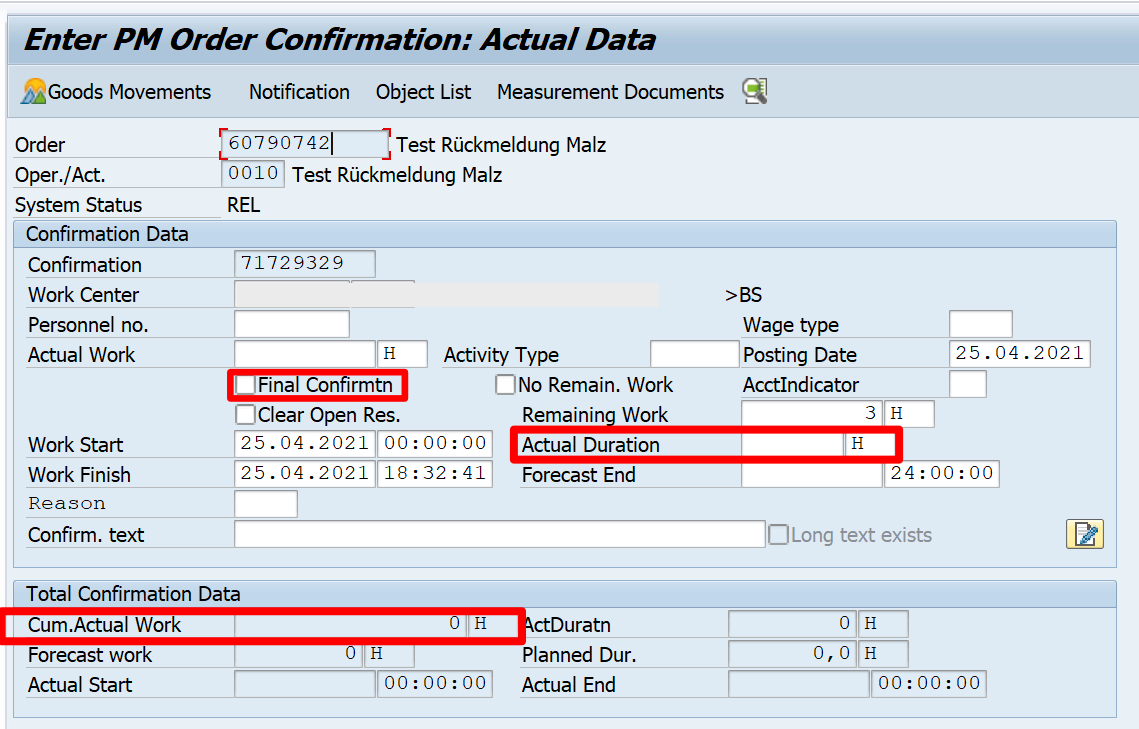 Enter PM Order Confirmation: Actual Data
Goods Movements Notification Object List Measurement Documents
Order 60790742 Test Rückmeldung Malz
Oper./Act. 0010 Test Rückmeldung Malz
System Status REL
Confirmation Data
Confirmation 71729329
Work Center >BS
Personnel no. Wage type
Actual Work H Activity Type Posting Date 25.04.2021
Final Confirmtn No Remain. Work AcctIndicator
Clear Open Res. Remaining Work 3 H
Work Start 25.04.2021 00:00:00 Actual Duration H
Work Finish 25.04.2021 18:32:41 Forecast End 24:00:00
Reason
Confirm. text Long text exists
Total Confirmation Data
Cum.Actual Work 0 H ActDuratn 0 H
Forecast work 0 H Planned Dur. 0,0 H
Actual Start 00:00:00 Actual End 00:00:00